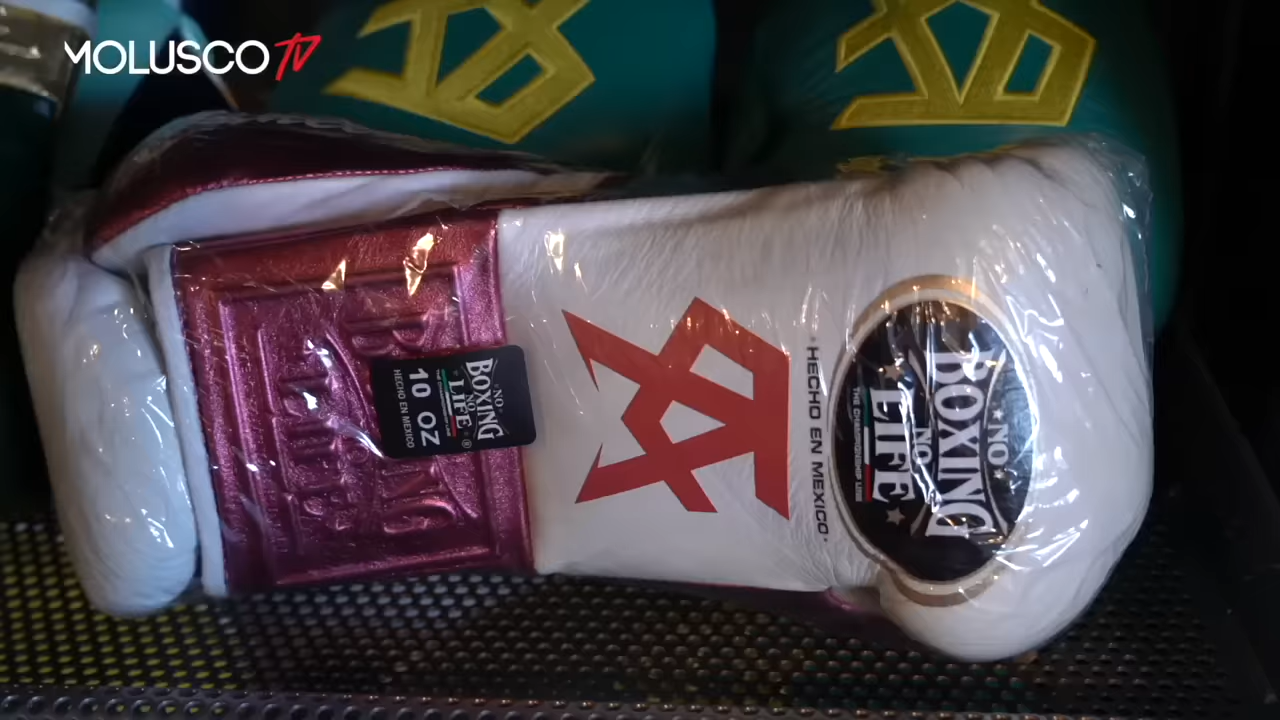 MOLUSCO TV
NO
BOXING
NO
LIFE
®
10 OZ
HECHO EN MEXICO
• HECHO EN MEXICO •
NO
BOXING
NO
LIFE
THE CHAMPIONSHIP LINE